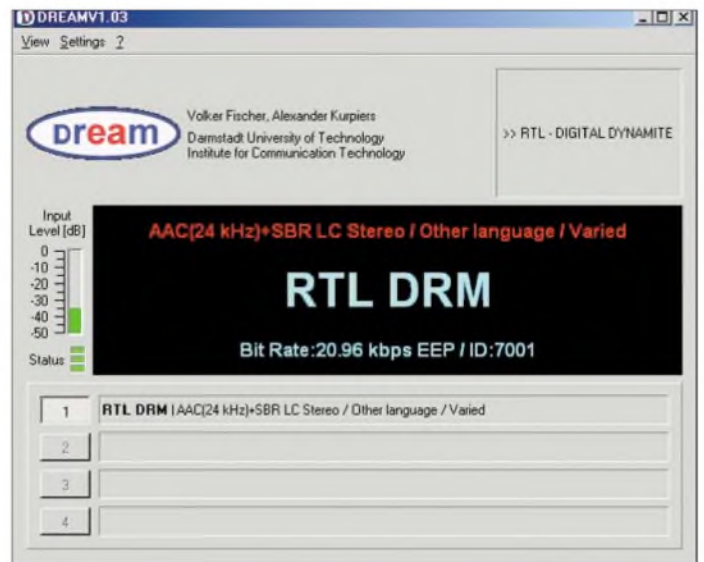 DREAMV1.03
View Settings ?
Dream
Volker Fischer, Alexander Kurpiers
Darmstadt University of Technology
Institute for Communication Technology
>> RTL - DIGITAL DYNAMITE
Input
Level [dB]
0
-10
-20
-30
-40
-50
Status:
AAC(24 kHz)+SBR LC Stereo / Other language / Varied
RTL DRM
Bit Rate:20.96 kbps EEP / ID:7001
1 RTL DRM | AAC(24 kHz)+SBR LC Stereo / Other language / Varied
2
3
4